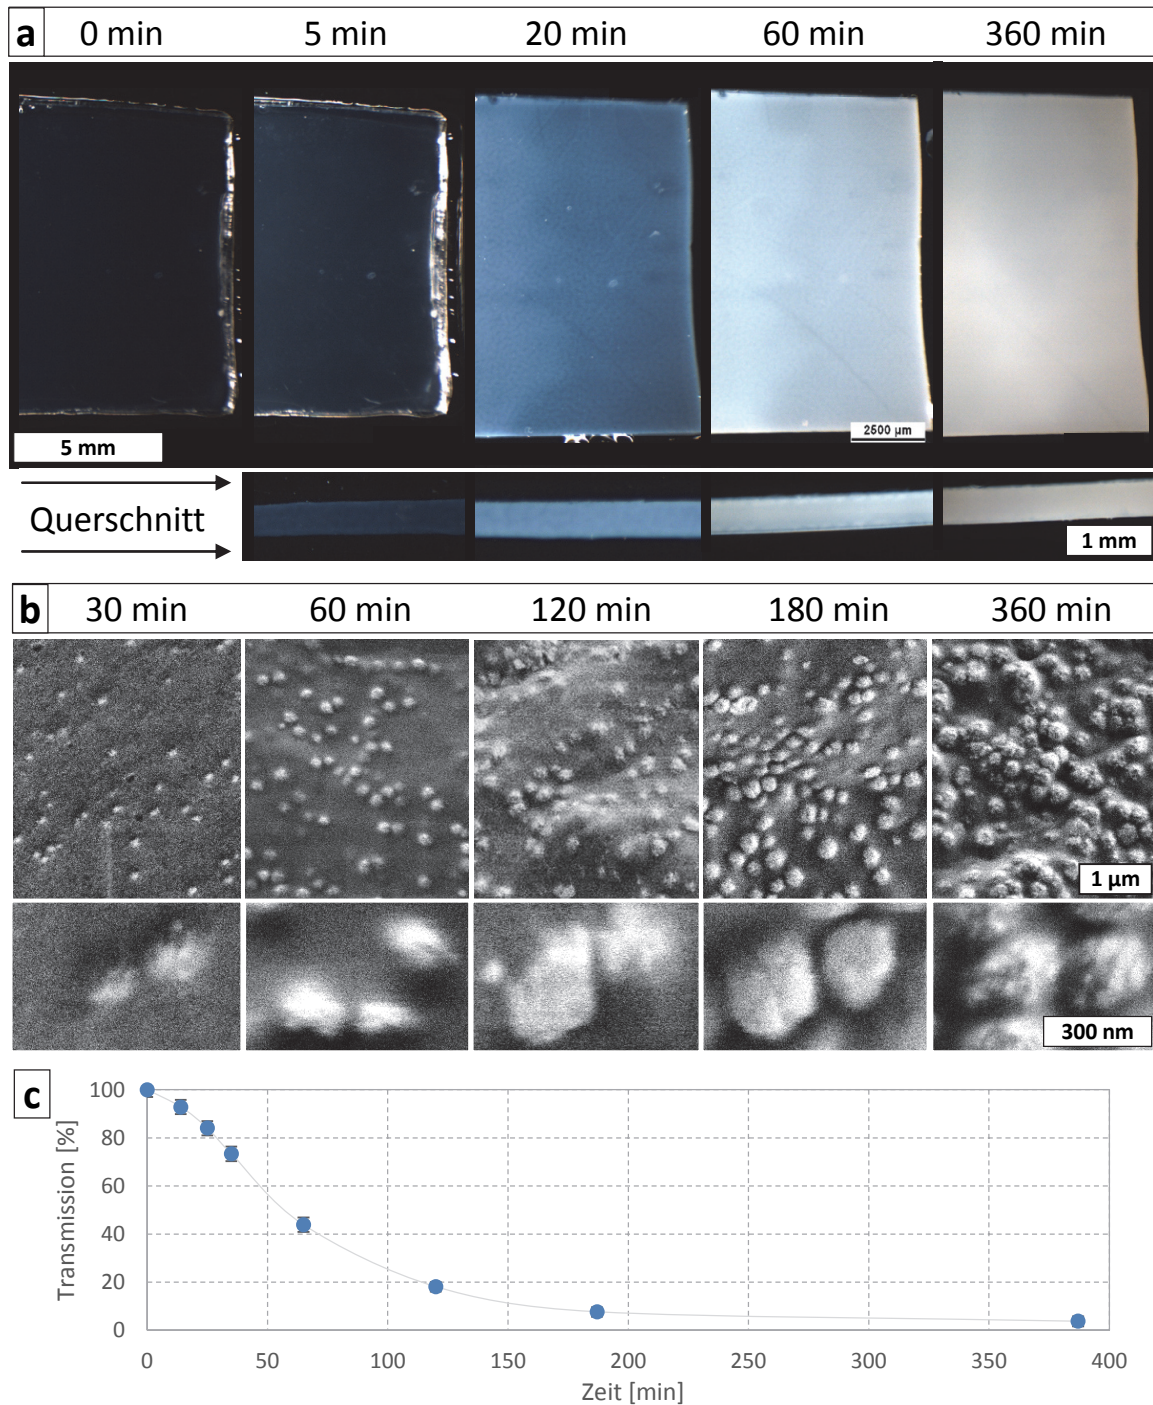 a 0 min 5 min 20 min 60 min 360 min
5 mm
2500 µm
Querschnitt
1 mm
b 30 min 60 min 120 min 180 min 360 min
1 µm
300 nm
c
Transmission [%]
100
80
60
40
20
0
0 50 100 150 200 250 300 350 400
Zeit [min]